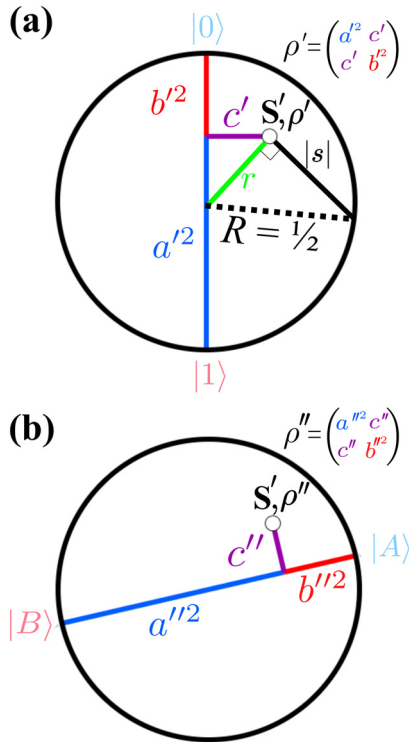 (a)
|0⟩
ρ′=(a′² c′
c′ b′²)
b′²
c′
S′,ρ′
|s|
r
a′²
R = ½
|1⟩
(b)
ρ″=(a″² c″
c″ b″²)
S′,ρ″
c″
|A⟩
b″²
|B⟩
a″²